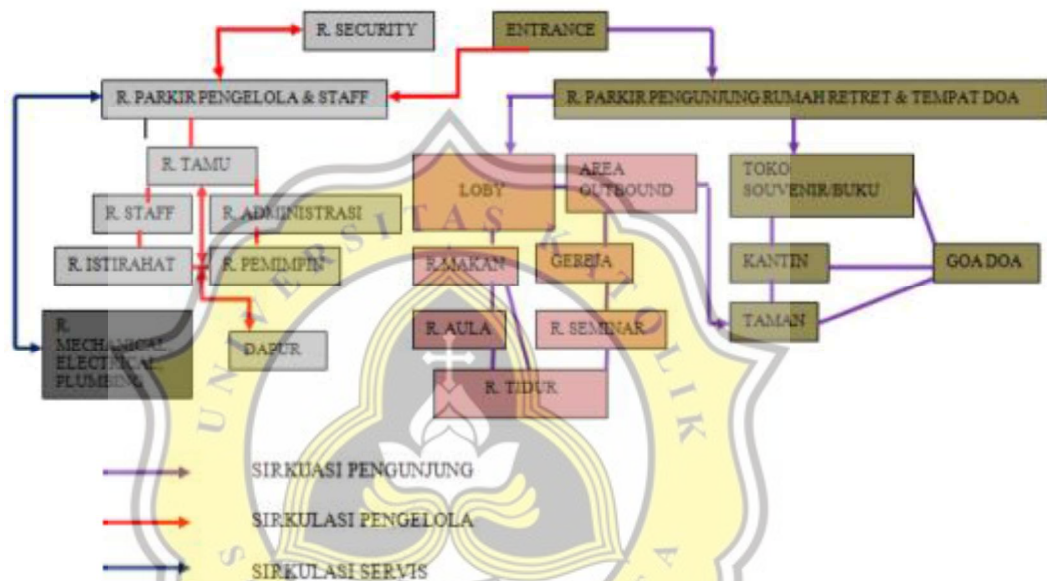 R. SECURITY
ENTRANCE
R. PARKIR PENGELOLA & STAFF
R. PARKIR PENGUNJUNG RUMAH RETRET & TEMPAT DOA
R. TAMU
LOBY
AREA
OUTBOUND
TOKO
SOUVENIR/BUKU
R. STAFF
R. ADMINISTRASI
R. ISTIRAHAT
R. PEMIMPIN
R.MAKAN
GEREJA
KANTIN
GOA DOA
R.
MECHANICAL,
ELECTRICAL,
PLUMBING
DAPUR
R. AULA
R. SEMINAR
TAMAN
R. TIDUR
SIRKUASI PENGUNJUNG
SIRKULASI PENGELOLA
SIRKULASI SERVIS
UNIVERSITAS KATOLIK
S
A